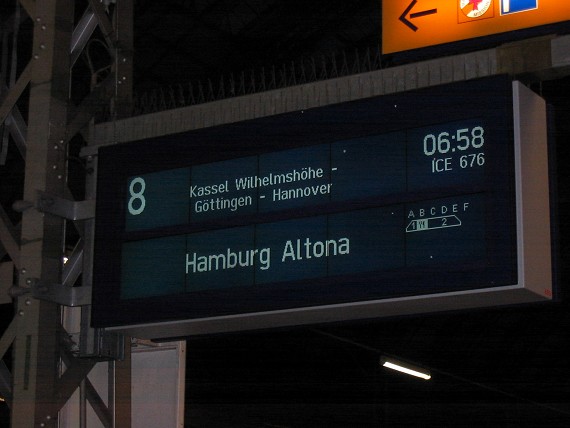 8
Kassel Wilhelmshöhe -
Göttingen - Hannover
06:58
ICE 676
Hamburg Altona
A B C D E F
1 2